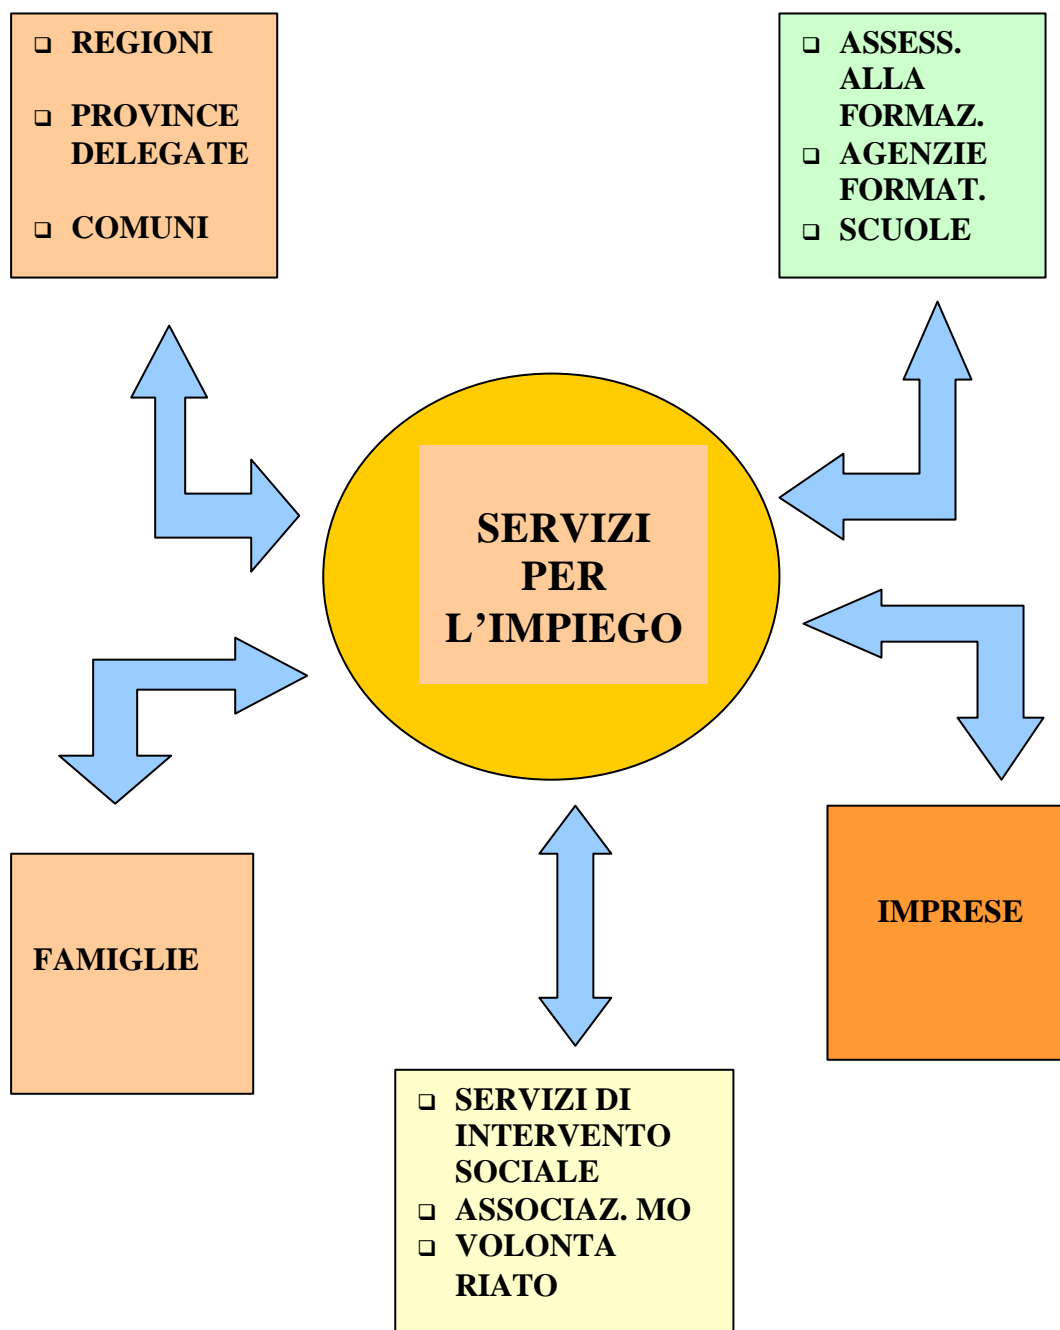 ❑ REGIONI
❑ PROVINCE
DELEGATE
❑ COMUNI
❑ ASSESS.
ALLA
FORMAZ.
❑ AGENZIE
FORMAT.
❑ SCUOLE
SERVIZI
PER
L’IMPIEGO
FAMIGLIE
IMPRESE
❑ SERVIZI DI
INTERVENTO
SOCIALE
❑ ASSOCIAZ. MO
❑ VOLONTA
RIATO